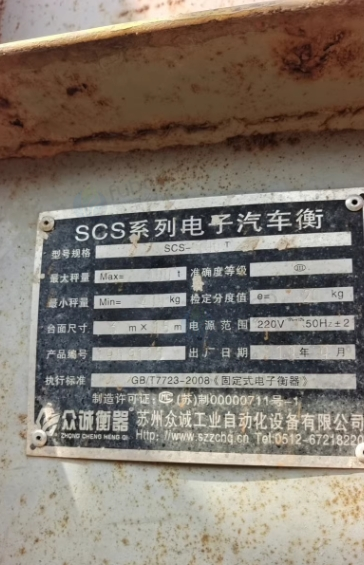 SCS系列电子汽车衡
型号规格 SCS- T
最大秤量 Max= t 准确度等级 Ⅲ
最小秤量 Min= kg 检定分度值 e= kg
台面尺寸 m× m 电源范围 220V 50Hz±2
产品编号 出厂日期 年 月
执行标准 GB/T7723-2008《固定式电子衡器》
制造许可证: (苏)制00000711号-1
众诚衡器 苏州众诚工业自动化设备有限公司
ZHONG CHENG HENG QI Http://www.szzchq.cn Tel:0512-67218220